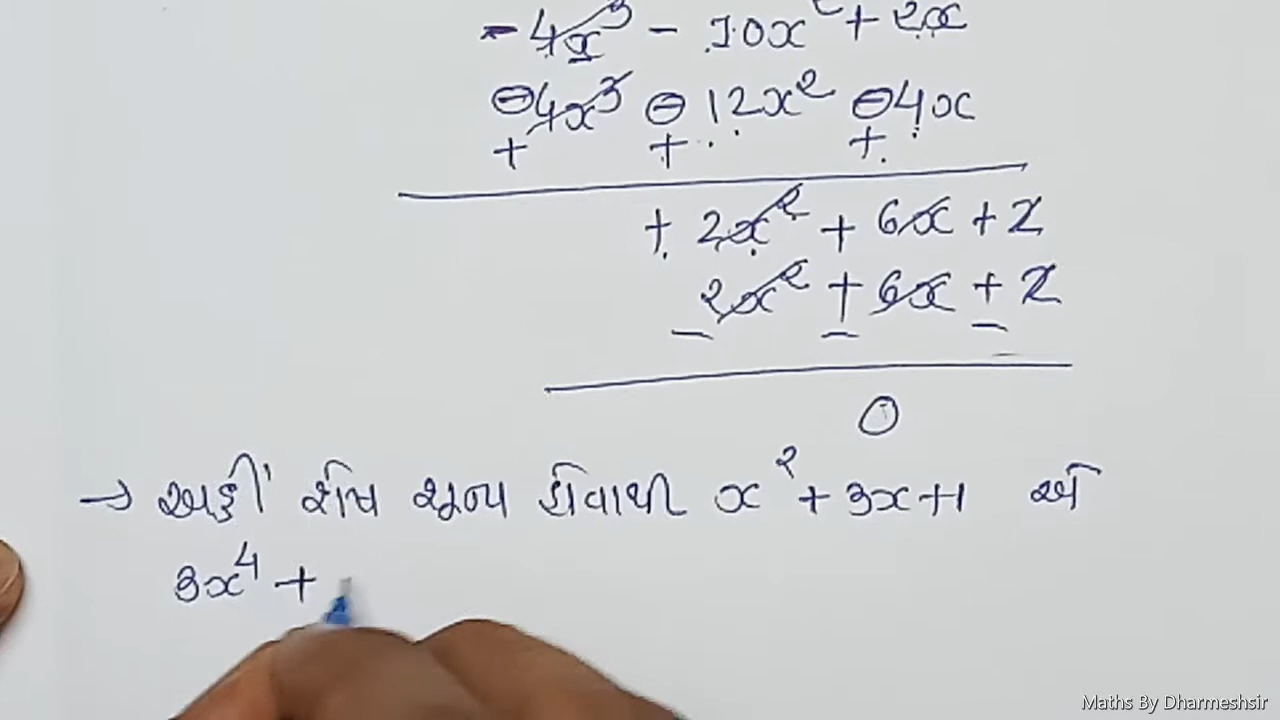 - 4x³ - 10x² + 2x
⊖4x³ ⊖ 12x² ⊖4x
+ + +
+ 2x² + 6x + 2
2x² + 6x + 2
- - -
0
→ અહીં શેષ શૂન્ય હોવાથી x² + 3x + 1 એ
3x⁴ +
Maths By Dharmeshsir